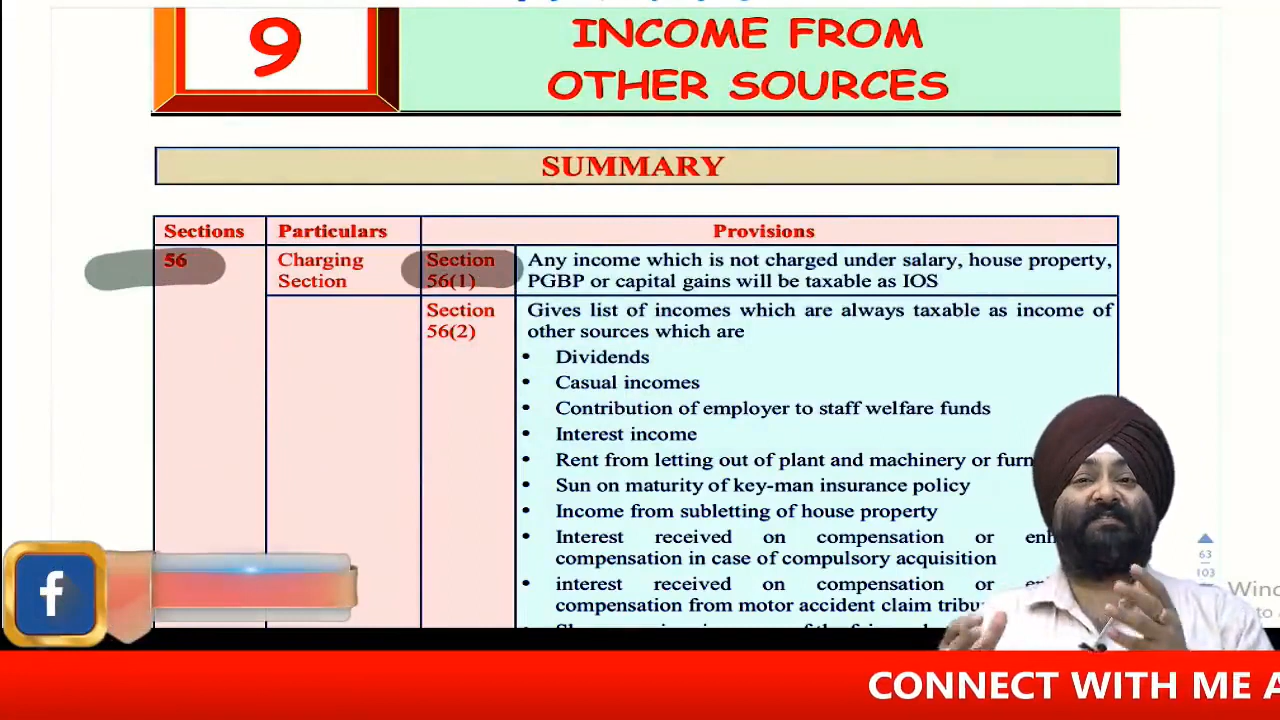 9
INCOME FROM
OTHER SOURCES
SUMMARY
Sections Particulars Provisions
56 Charging Section Section 56(1) Any income which is not charged under salary, house property,
PGBP or capital gains will be taxable as IOS
Section 56(2) Gives list of incomes which are always taxable as income of
other sources which are
• Dividends
• Casual incomes
• Contribution of employer to staff welfare funds
• Interest income
• Rent from letting out of plant and machinery or
• Sun on maturity of key-man insurance policy
• Income from subletting of house property
• Interest received on compensation or
compensation in case of compulsory acquisition
• interest received on compensation or
compensation from motor accident claim
63
103
f
CONNECT WITH ME